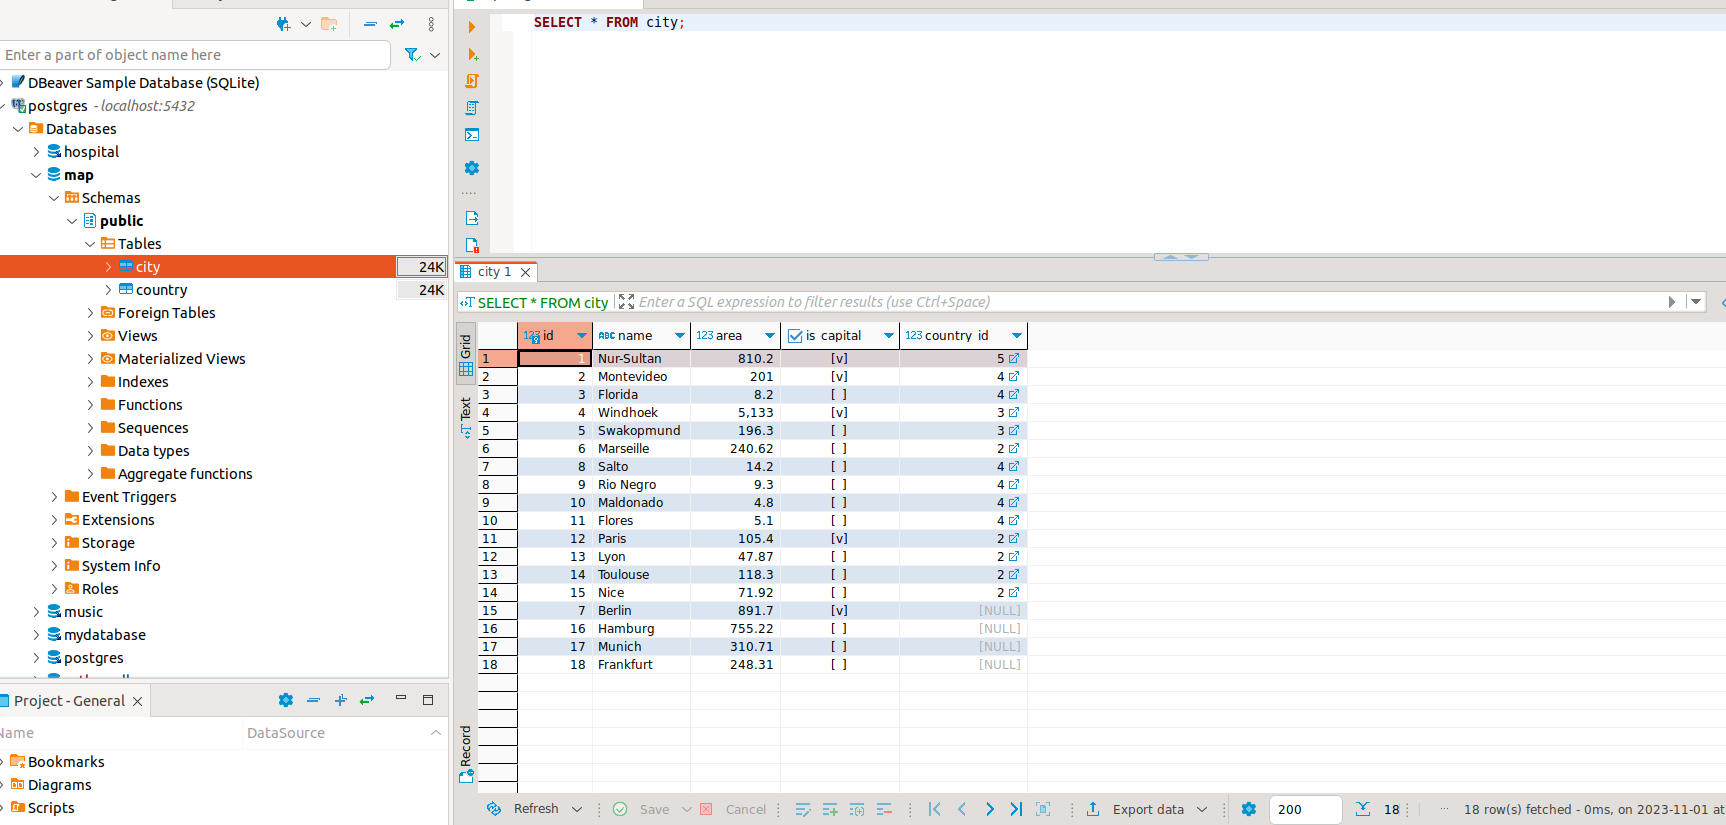 SELECT * FROM city;
Enter a part of object name here
DBeaver Sample Database (SQLite)
postgres - localhost:5432
Databases
hospital
map
Schemas
public
Tables
city 24K
country 24K
Foreign Tables
Views
Materialized Views
Indexes
Functions
Sequences
Data types
Aggregate functions
Event Triggers
Extensions
Storage
System Info
Roles
music
mydatabase
postgres
Project - General
Name DataSource
Bookmarks
Diagrams
Scripts
city 1
SELECT * FROM city Enter a SQL expression to filter results (use Ctrl+Space)
Grid
Text
Record
123 id ABC name 123 area is_capital 123 country_id
1 1 Nur-Sultan 810.2 [v] 5
2 2 Montevideo 201 [v] 4
3 3 Florida 8.2 [ ] 4
4 4 Windhoek 5,133 [v] 3
5 5 Swakopmund 196.3 [ ] 3
6 6 Marseille 240.62 [ ] 2
7 8 Salto 14.2 [ ] 4
8 9 Rio Negro 9.3 [ ] 4
9 10 Maldonado 4.8 [ ] 4
10 11 Flores 5.1 [ ] 4
11 12 Paris 105.4 [v] 2
12 13 Lyon 47.87 [ ] 2
13 14 Toulouse 118.3 [ ] 2
14 15 Nice 71.92 [ ] 2
15 7 Berlin 891.7 [v] [NULL]
16 16 Hamburg 755.22 [ ] [NULL]
17 17 Munich 310.71 [ ] [NULL]
18 18 Frankfurt 248.31 [ ] [NULL]
Refresh Save Cancel Export data 200 18 18 row(s) fetched - 0ms, on 2023-11-01 at